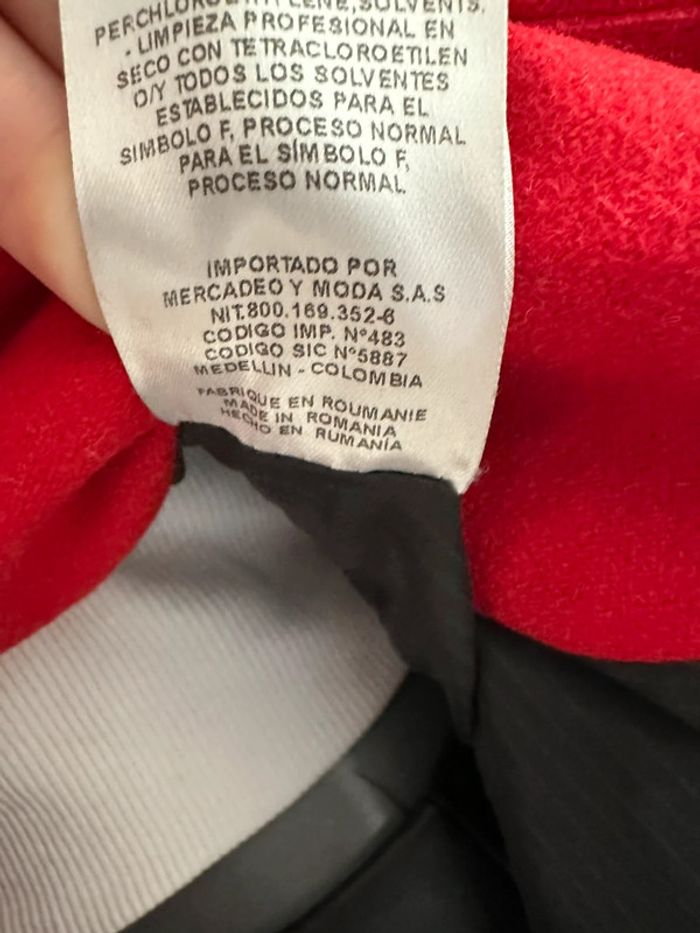 PERCHLOROETHYLENE, SOLVENTS.
- LIMPIEZA PROFESIONAL EN
SECO CON TETRACLOROETILEN
O/Y TODOS LOS SOLVENTES
ESTABLECIDOS PARA EL
SIMBOLO F, PROCESO NORMAL
PARA EL SÍMBOLO F,
PROCESO NORMAL
IMPORTADO POR
MERCADEO Y MODA S.A.S
NIT.800.169.352-6
CODIGO IMP. N°483
CODIGO SIC N°5887
MEDELLIN - COLOMBIA
FABRIQUE EN ROUMANIE
MADE IN ROMANIA
HECHO EN RUMANÍA